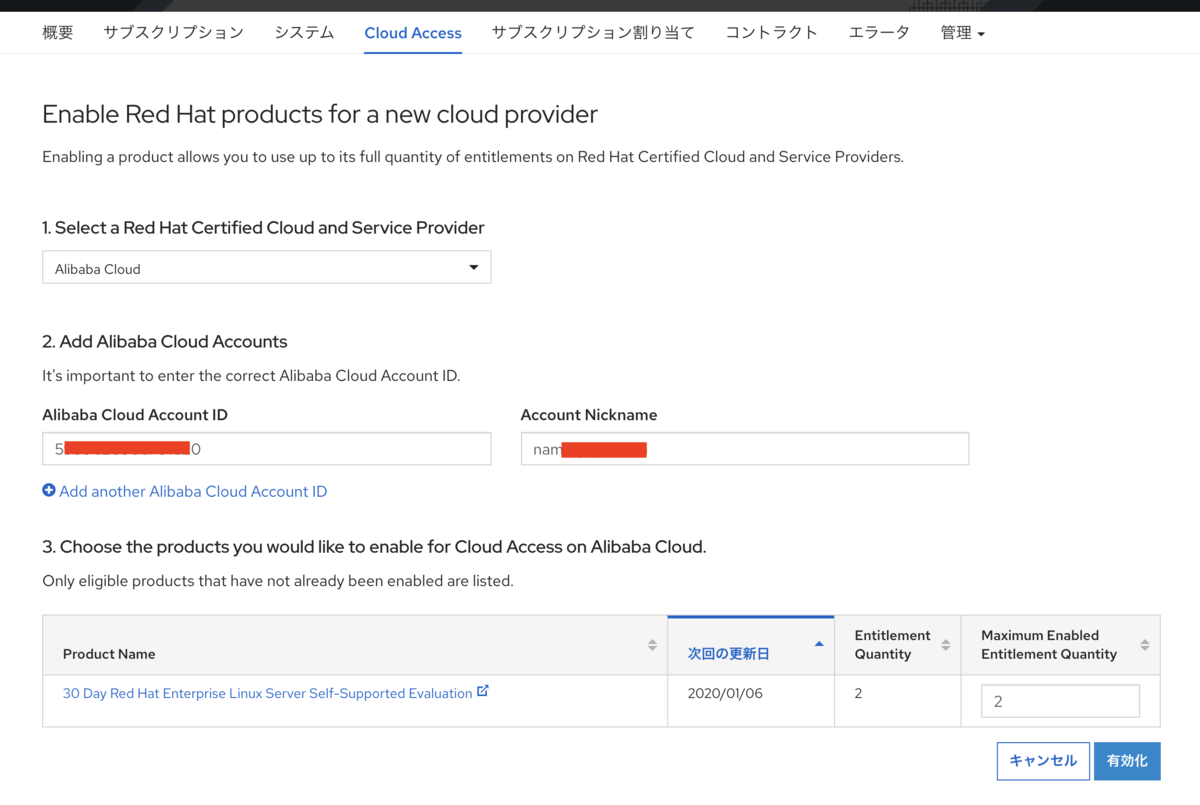 概要 サブスクリプション システム Cloud Access サブスクリプション割り当て コントラクト エラータ 管理
Enable Red Hat products for a new cloud provider
Enabling a product allows you to use up to its full quantity of entitlements on Red Hat Certified Cloud and Service Providers.
1. Select a Red Hat Certified Cloud and Service Provider
Alibaba Cloud
2. Add Alibaba Cloud Accounts
It's important to enter the correct Alibaba Cloud Account ID.
Alibaba Cloud Account ID Account Nickname
5 0 nam
Add another Alibaba Cloud Account ID
3. Choose the products you would like to enable for Cloud Access on Alibaba Cloud.
Only eligible products that have not already been enabled are listed.
Product Name 次回の更新日 Entitlement Quantity Maximum Enabled Entitlement Quantity
30 Day Red Hat Enterprise Linux Server Self-Supported Evaluation 2020/01/06 2 2
キャンセル 有効化